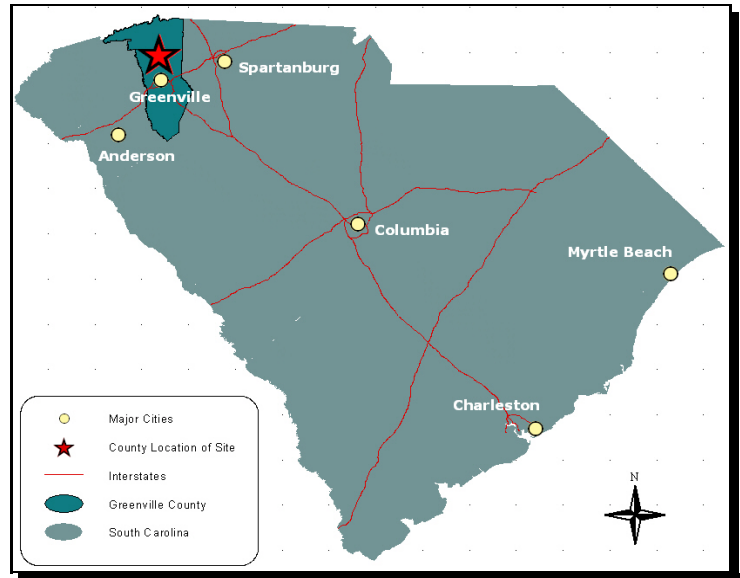 Spartanburg
Greenville
Anderson
Columbia
Myrtle Beach
Charleston
Major Cities
County Location of Site
Interstates
Greenville County
South Carolina
N